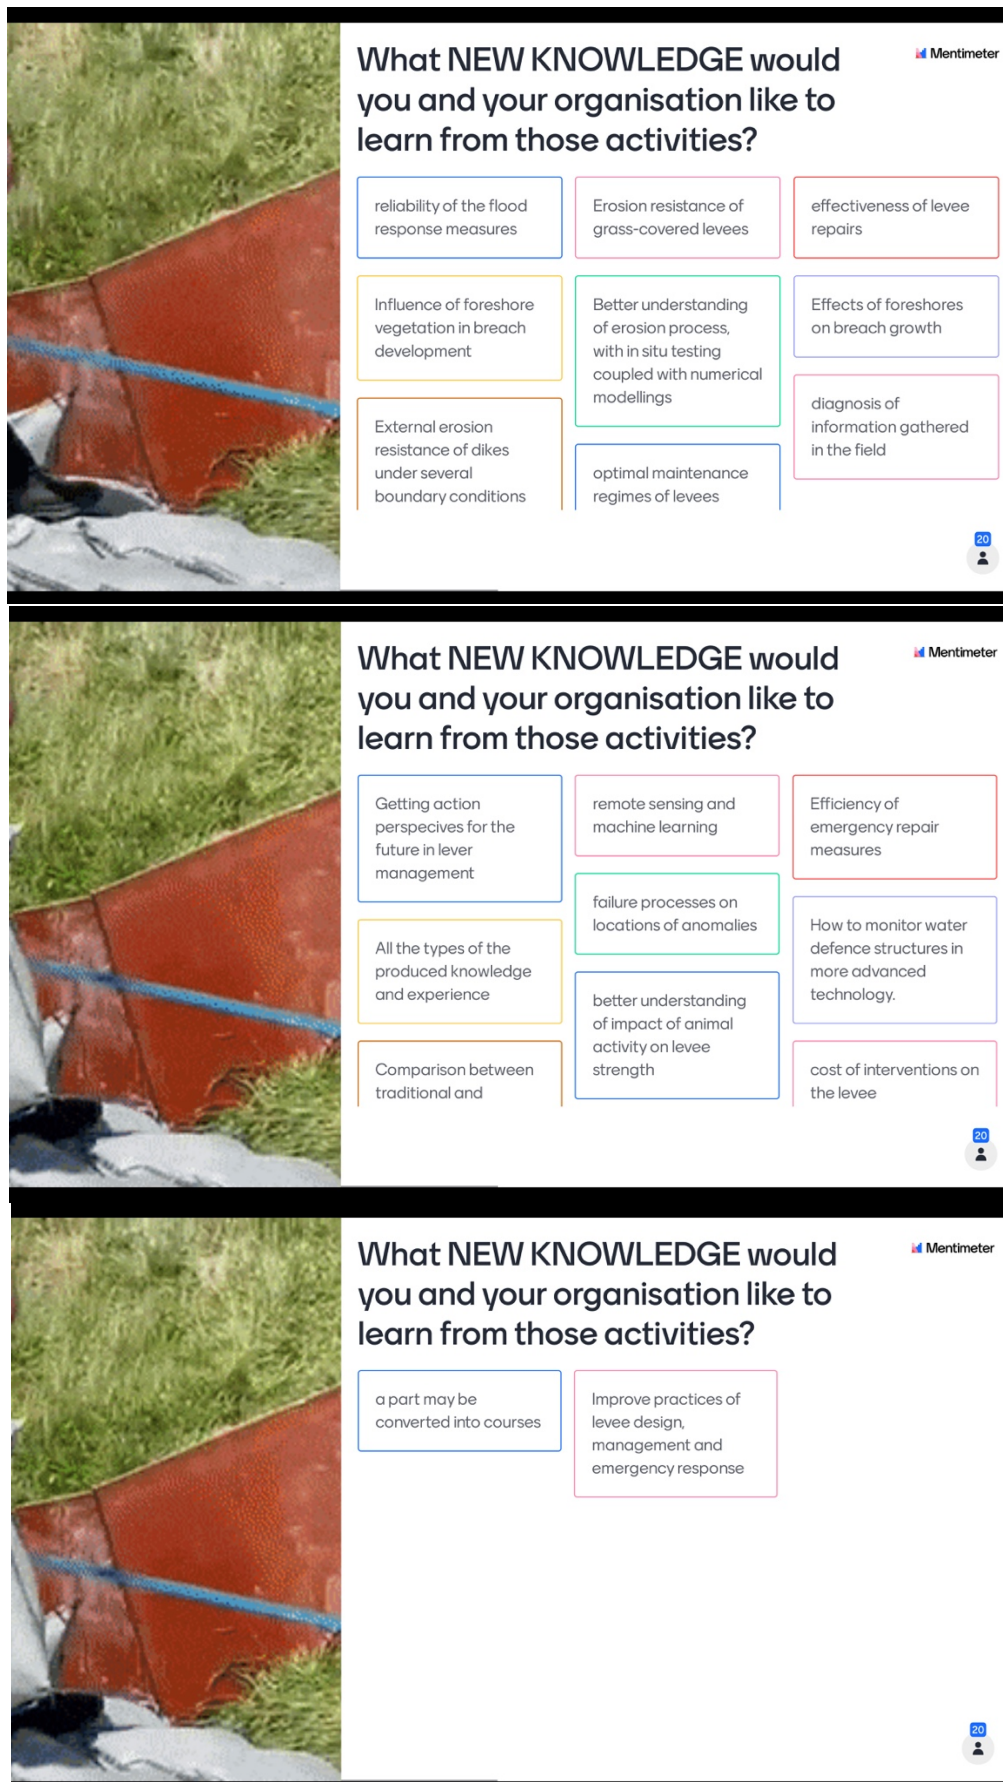 What NEW KNOWLEDGE would
you and your organisation like to
learn from those activities?
Mentimeter
reliability of the flood
response measures
Influence of foreshore
vegetation in breach
development
External erosion
resistance of dikes
under several
boundary conditions
Erosion resistance of
grass-covered levees
Better understanding
of erosion process,
with in situ testing
coupled with numerical
modellings
optimal maintenance
regimes of levees
effectiveness of levee
repairs
Effects of foreshores
on breach growth
diagnosis of
information gathered
in the field
20
What NEW KNOWLEDGE would
you and your organisation like to
learn from those activities?
Mentimeter
Getting action
perspecives for the
future in lever
management
All the types of the
produced knowledge
and experience
Comparison between
traditional and
remote sensing and
machine learning
failure processes on
locations of anomalies
better understanding
of impact of animal
activity on levee
strength
Efficiency of
emergency repair
measures
How to monitor water
defence structures in
more advanced
technology.
cost of interventions on
the levee
20
What NEW KNOWLEDGE would
you and your organisation like to
learn from those activities?
Mentimeter
a part may be
converted into courses
Improve practices of
levee design,
management and
emergency response
20